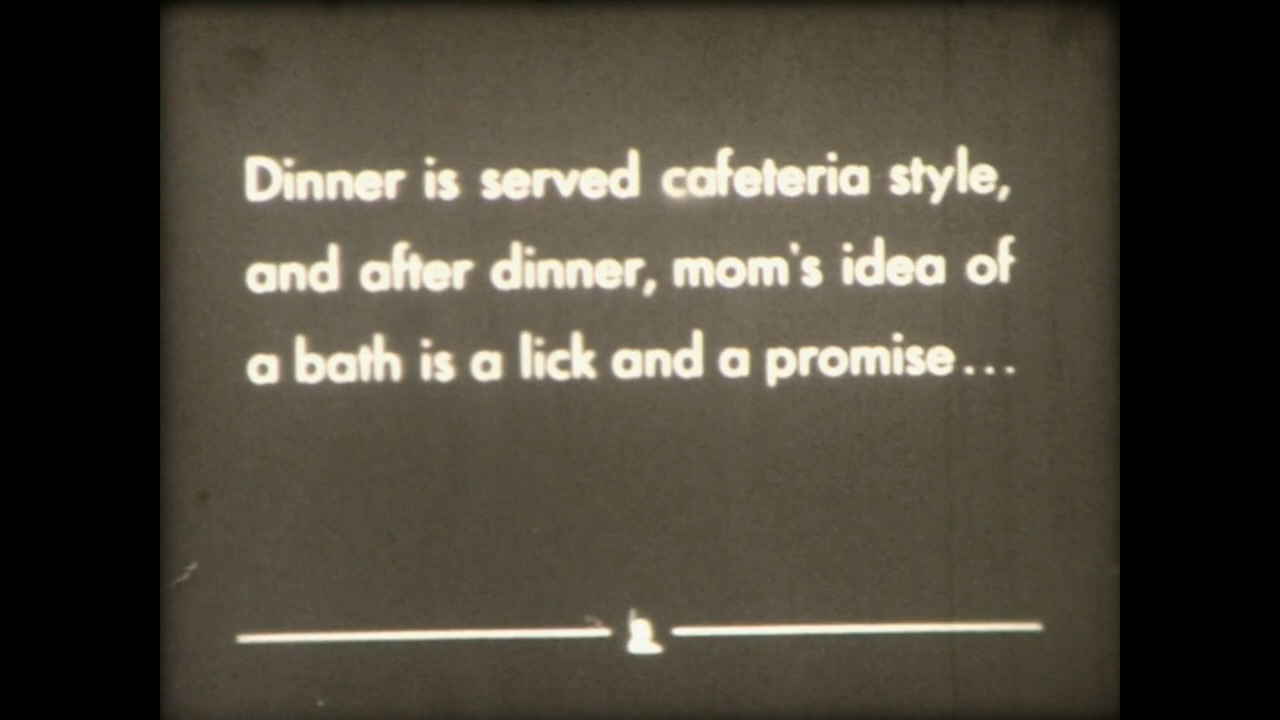 Dinner is served cafeteria style,
and after dinner, mom's idea of
a bath is a lick and a promise...